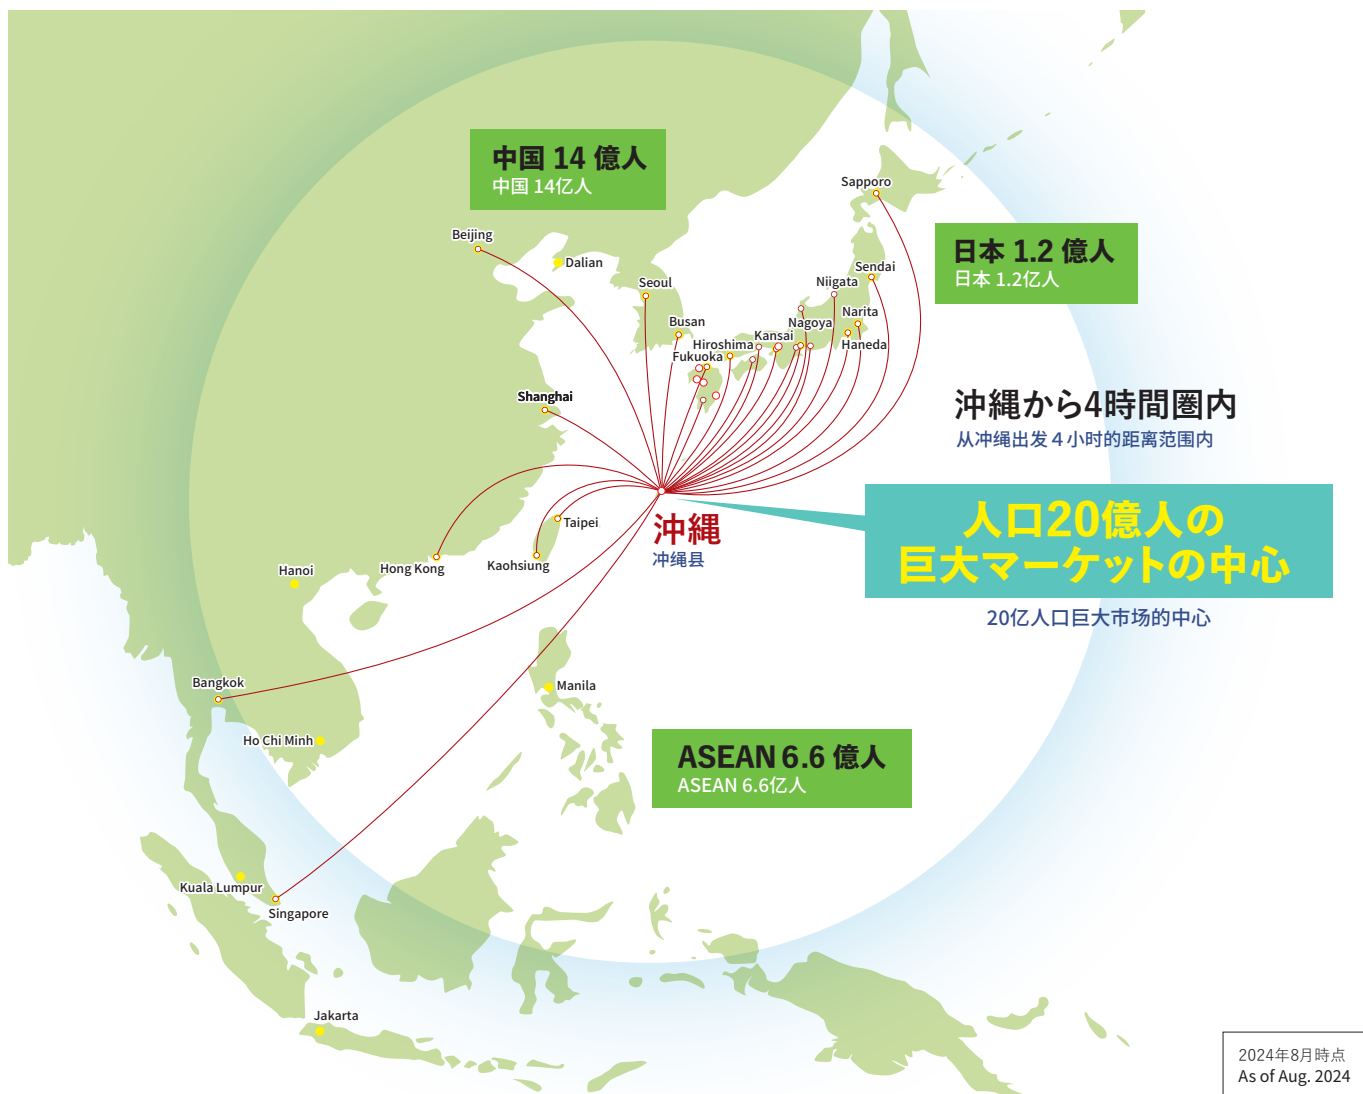 中国 14 億人
中国 14亿人
Sapporo
日本 1.2 億人
日本 1.2亿人
Beijing
Dalian
Sendai
Seoul
Niigata
Narita
Busan
Nagoya
Kansai
Hiroshima
Haneda
Fukuoka
Shanghai
沖縄から4時間圏内
从冲绳出发４小时的距离范围内
人口20億人の
巨大マーケットの中心
20亿人口巨大市场的中心
沖縄
冲绳县
Taipei
Kaohsiung
Hong Kong
Hanoi
Bangkok
Manila
Ho Chi Minh
ASEAN 6.6 億人
ASEAN 6.6亿人
Kuala Lumpur
Singapore
Jakarta
2024年8月時点
As of Aug. 2024